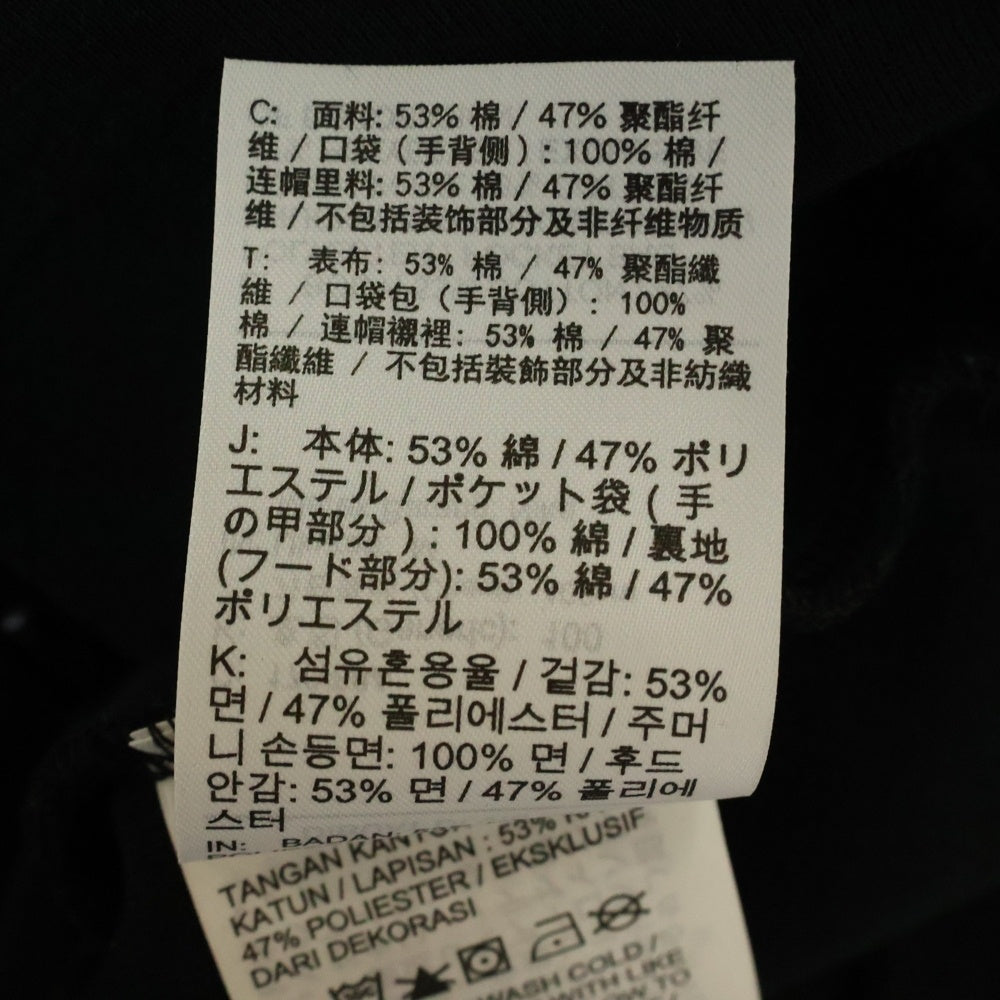 C: 面料: 53% 棉 / 47% 聚酯纤
维 / 口袋 ( 手背侧 ) : 100% 棉 /
连帽里料: 53% 棉 / 47% 聚酯纤
维 / 不包括装饰部分及非纤维物质
T: 表布: 53% 棉 / 47% 聚酯纖
維 / 口袋包 ( 手背側 ) : 100%
棉 / 連帽襯裡: 53% 棉 / 47% 聚
酯纖維 / 不包括裝飾部分及非紡織
材料
J: 本体: 53% 綿 / 47% ポリ
エステル / ポケット袋 ( 手
の甲部分 ) : 100% 綿 / 裏地
(フード部分): 53% 綿 / 47%
ポリエステル
K: 섬유혼용율 / 겉감: 53%
면 / 47% 폴리에스터 / 주머
니 손등면: 100% 면 / 후드
안감: 53% 면 / 47% 폴리에
스터
IN: BADAN:
TANGAN KANTO
KATUN / LAPISAN : 53%
47% POLIESTER / EKSKLUSIF
DARI DEKORASI
WASH COLD /
WITH LIKE